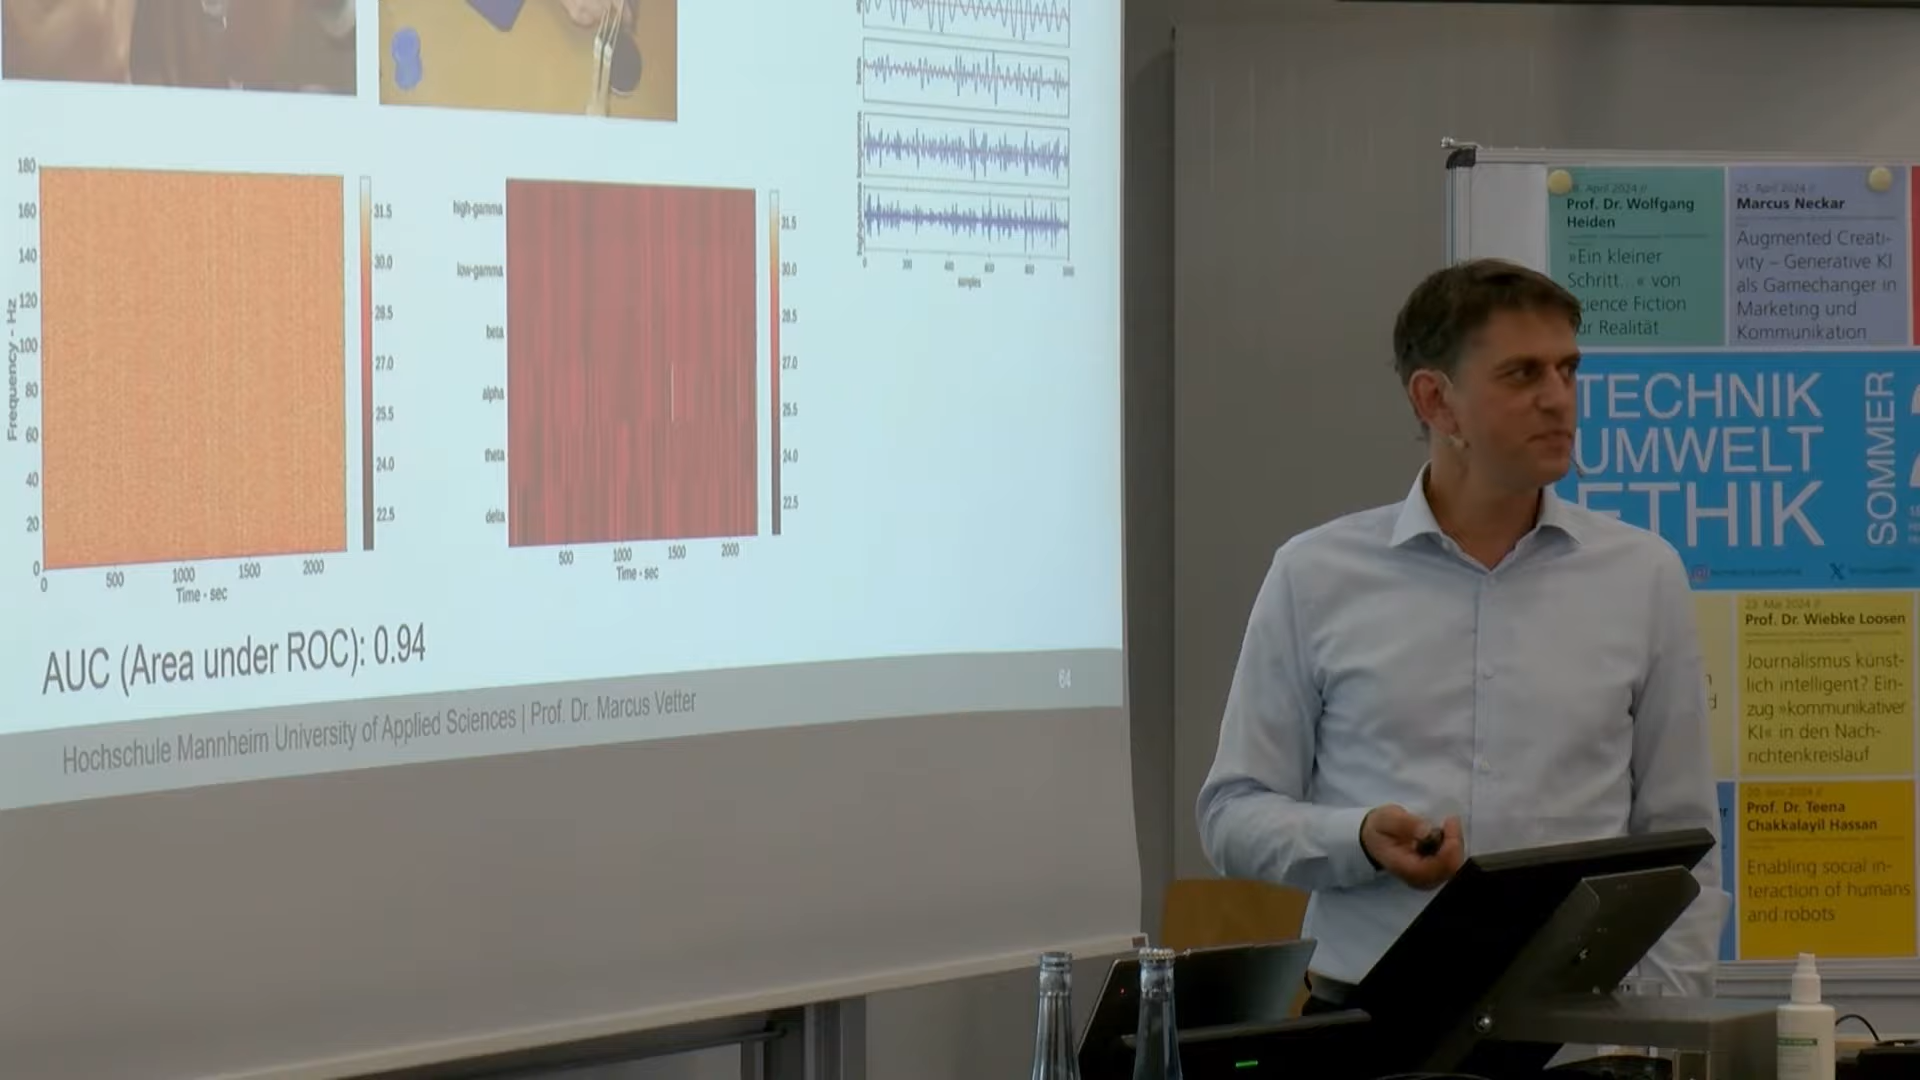 180
160
140
120
100
80
60
40
20
0
Frequency - Hz
0
500
1000
1500
2000
Time - sec
31.5
30.0
28.5
27.0
25.5
24.0
22.5
high-gamma
low-gamma
beta
alpha
theta
delta
500
1000
1500
2000
Time - sec
31.5
30.0
28.5
27.0
25.5
24.0
22.5
samples
AUC (Area under ROC): 0.94
Hochschule Mannheim University of Applied Sciences | Prof. Dr. Marcus Vetter
64
April 2024 //
Prof. Dr. Wolfgang
Heiden
»Ein kleiner
Schritt...« von
Fiction
Realität
25. April 2024 //
Marcus Neckar
Augmented Creati-
vity – Generative KI
als Gamechanger in
Marketing und
Kommunikation
TECHNIK
UMWELT
ETHIK
SOMMER
23. Mai 2024 //
Prof. Dr. Wiebke Loosen
Journalismus künst-
lich intelligent? Ein-
zug »kommunikativer
KI« in den Nach-
richtenkreislauf
20. Juni 2024 //
Prof. Dr. Teena
Chakkalayil Hassan
Enabling social in-
teraction of humans
and robots